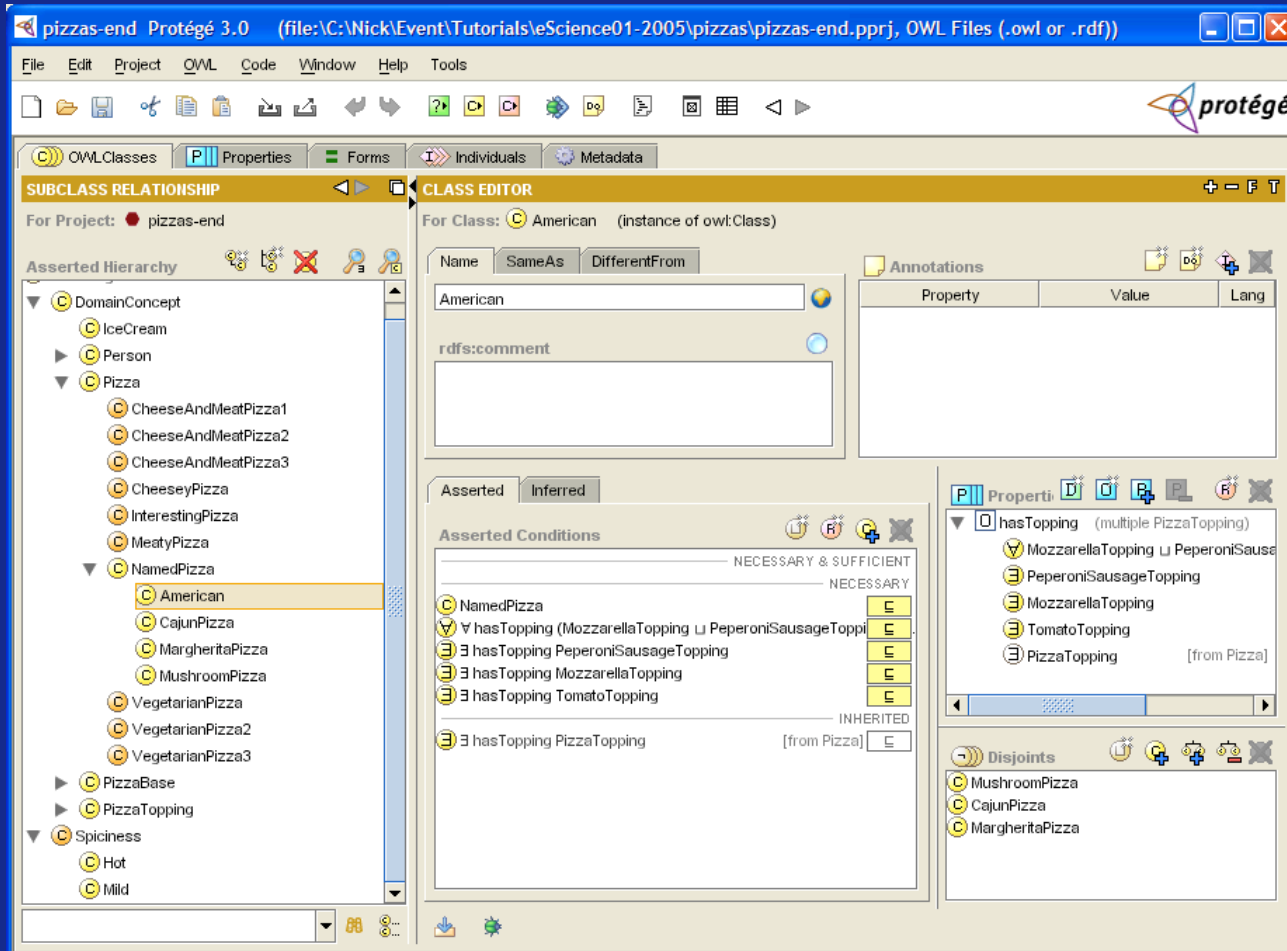 pizzas-end Protégé 3.0 (file:\C:\Nick\Event\Tutorials\eScience01-2005\pizzas\pizzas-end.pprj, OWL Files (.owl or .rdf))
File Edit Project OWL Code Window Help Tools
protégé
OWLClasses Properties Forms Individuals Metadata
SUBCLASS RELATIONSHIP
For Project: pizzas-end
Asserted Hierarchy
DomainConcept
IceCream
Person
Pizza
CheeseAndMeatPizza1
CheeseAndMeatPizza2
CheeseAndMeatPizza3
CheeseyPizza
InterestingPizza
MeatyPizza
NamedPizza
American
CajunPizza
MargheritaPizza
MushroomPizza
VegetarianPizza
VegetarianPizza2
VegetarianPizza3
PizzaBase
PizzaTopping
Spiciness
Hot
Mild
CLASS EDITOR
F T
For Class: American (instance of owl:Class)
Name SameAs DifferentFrom
American
rdfs:comment
Annotations
Property Value Lang
Asserted Inferred
Asserted Conditions
NECESSARY & SUFFICIENT
NECESSARY
NamedPizza ⊑
∀ hasTopping (MozzarellaTopping ⊔ PeperoniSausageToppi ⊑
∃ hasTopping PeperoniSausageTopping ⊑
∃ hasTopping MozzarellaTopping ⊑
∃ hasTopping TomatoTopping ⊑
INHERITED
∃ hasTopping PizzaTopping [from Pizza] ⊑
Properti
hasTopping (multiple PizzaTopping)
MozzarellaTopping ⊔ PeperoniSausa
PeperoniSausageTopping
MozzarellaTopping
TomatoTopping
PizzaTopping [from Pizza]
Disjoints
MushroomPizza
CajunPizza
MargheritaPizza